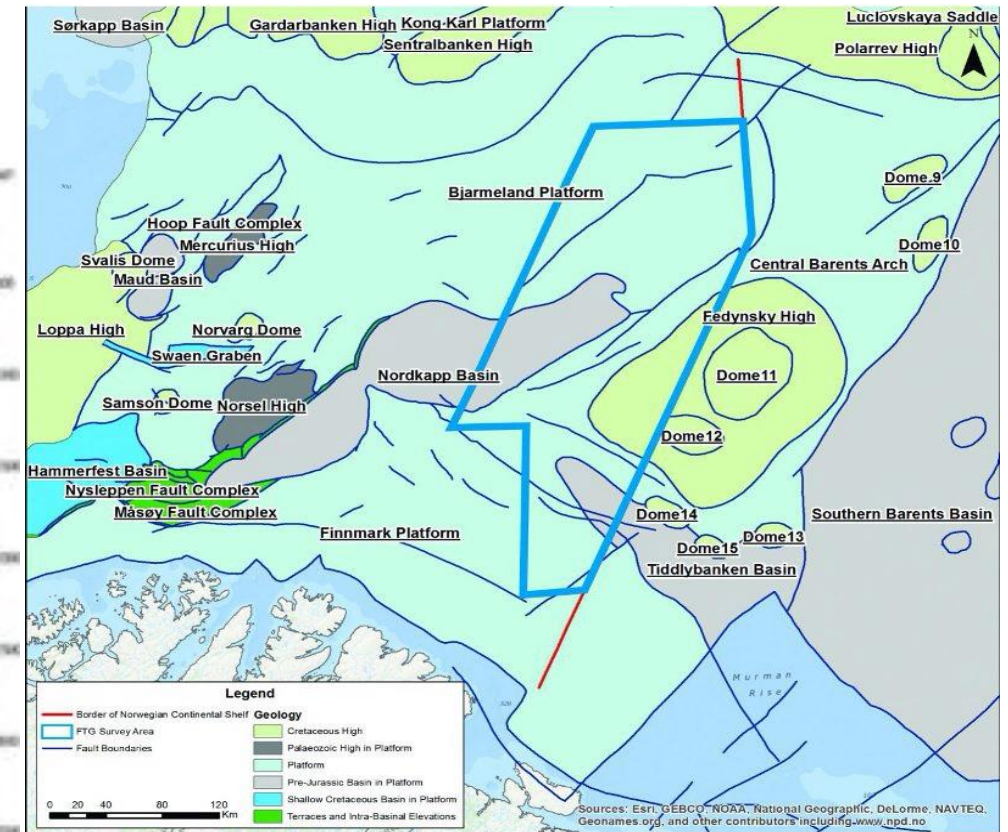 Sørkapp Basin
Gardarbanken High
Kong Karl Platform
Sentralbanken High
Luclovskaya Saddle
Polarrev High
N
Dome 9
Bjarmeland Platform
Hoop Fault Complex
Mercurius High
Svalis Dome
Maud Basin
Dome10
Central Barents Arch
Fedynsky High
Loppa High
Norvarg Dome
Swaen Graben
Nordkapp Basin
Dome11
Samson Dome
Norsel High
Dome12
Hammerfest Basin
Nysleppen Fault Complex
Måsøy Fault Complex
Dome14
Southern Barents Basin
Finnmark Platform
Dome13
Dome15
Tiddlybanken Basin
Murman
Rise
Legend
Border of Norwegian Continental Shelf
FTG Survey Area
Fault Boundaries
Geology
Cretaceous High
Palaeozoic High in Platform
Platform
Pre-Jurassic Basin in Platform
Shallow Cretaceous Basin in Platform
Terraces and Intra-Basinal Elevations
0 20 40 80 120
Km
Sources: Esri, GEBCO, NOAA, National Geographic, DeLorme, NAVTEQ,
Geonames.org, and other contributors including www.npd.no